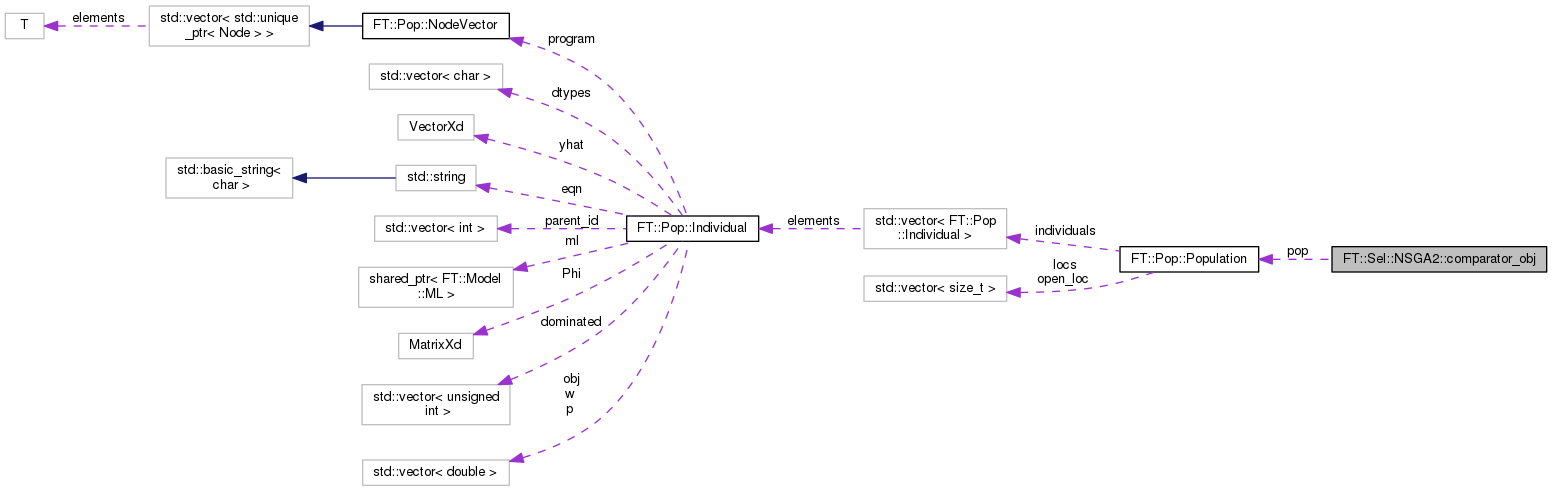 T
elements
std::vector< std::unique
_ptr< Node > >
FT::Pop::NodeVector
program
std::vector< char >
dtypes
VectorXd
yhat
std::basic_string<
char >
std::string
eqn
std::vector< int >
parent_id
ml
shared_ptr< FT::Model
::ML >
Phi
MatrixXd
dominated
std::vector< unsigned
int >
obj
w
p
std::vector< double >
FT::Pop::Individual
elements
std::vector< FT::Pop
::Individual >
individuals
locs
open_loc
std::vector< size_t >
FT::Pop::Population
pop
FT::Sel::NSGA2::comparator_obj